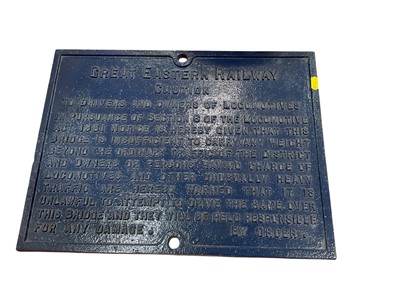 GREAT EASTERN RAILWAY
CAUTION
TO DRIVERS AND OWNERS OF LOCOMOTIVES
IN PURSUANCE OF SECTION 6 OF THE LOCOMOTIVE
ACT 1861 NOTICE IS HEREBY GIVEN THAT THIS
BRIDGE IS INSUFFICIENT TO CARRY ANY WEIGHT
BEYOND THE ORDINARY TRAFFIC OF THE DISTRICT
AND OWNERS OR PERSONS HAVING CHARGE OF
LOCOMOTIVES AND OTHER UNUSUALLY HEAVY
TRAFFIC ARE HEREBY WARNED THAT IT IS
UNLAWFUL TO ATTEMPT TO DRIVE THE SAME OVER
THIS BRIDGE AND THEY WILL BE HELD RESPONSIBLE
FOR ANY DAMAGE. BY ORDER.